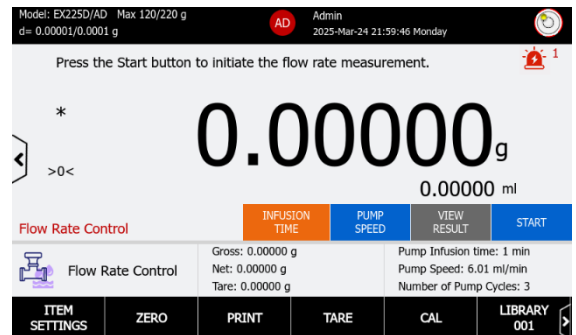 Model: EX225D/AD Max 120/220 g
d= 0.00001/0.0001 g
AD
Admin
2025-Mar-24 21:59:46 Monday
Press the Start button to initiate the flow rate measurement.
1
*
0.00000 g
>0<
0.00000 ml
Flow Rate Control
INFUSION
TIME
PUMP
SPEED
VIEW
RESULT
START
Flow Rate Control
Gross: 0.00000 g
Net: 0.00000 g
Tare: 0.00000 g
Pump Infusion time: 1 min
Pump Speed: 6.01 ml/min
Number of Pump Cycles: 3
ITEM
SETTINGS
ZERO
PRINT
TARE
CAL
LIBRARY
001